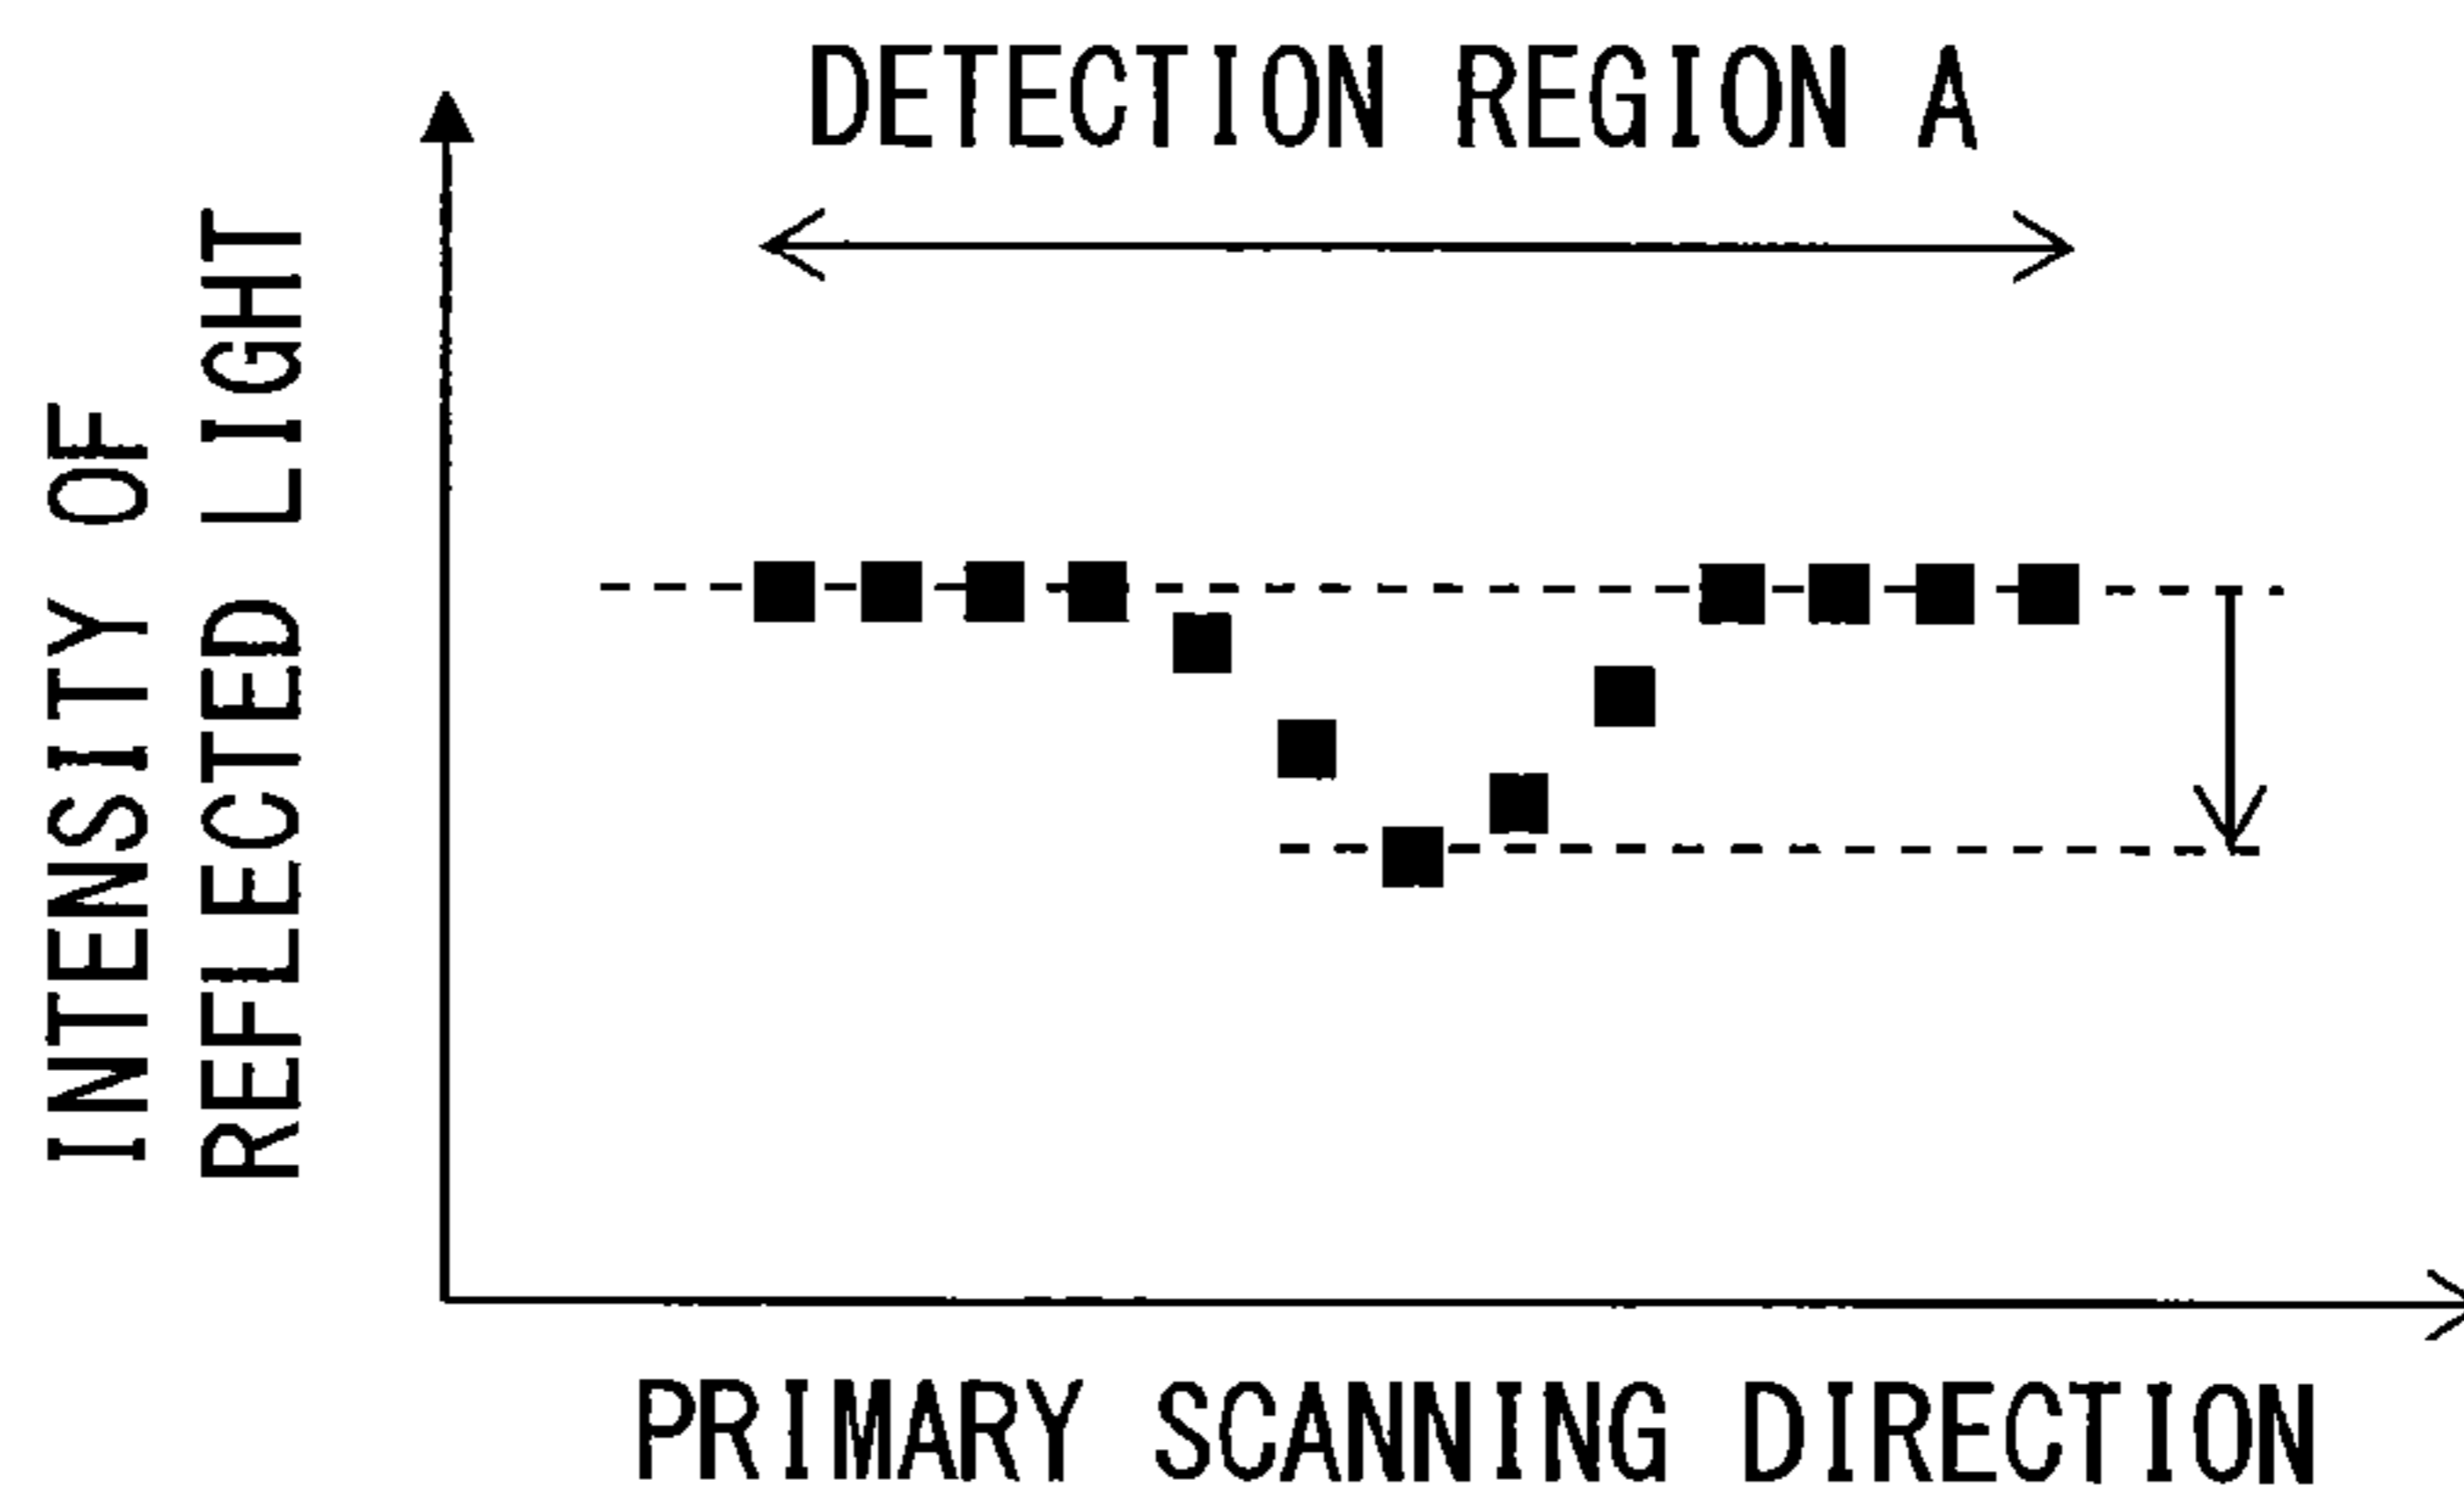 DETECTION REGION A
INTENSITY OF
REFLECTED LIGHT
PRIMARY SCANNING DIRECTION